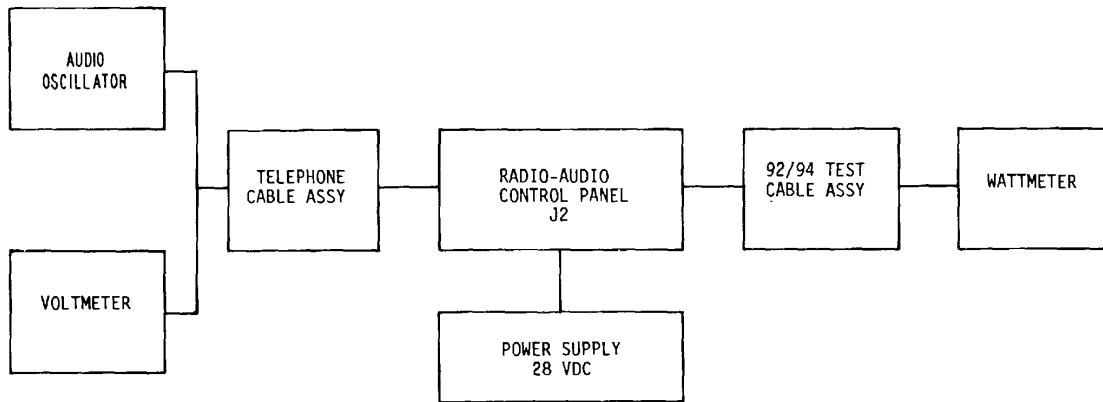 AUDIO
OSCILLATOR
VOLTMETER
TELEPHONE
CABLE ASSY
RADIO-AUDIO
CONTROL PANEL
J2
POWER SUPPLY
28 VDC
92/94 TEST
CABLE ASSY
WATTMETER